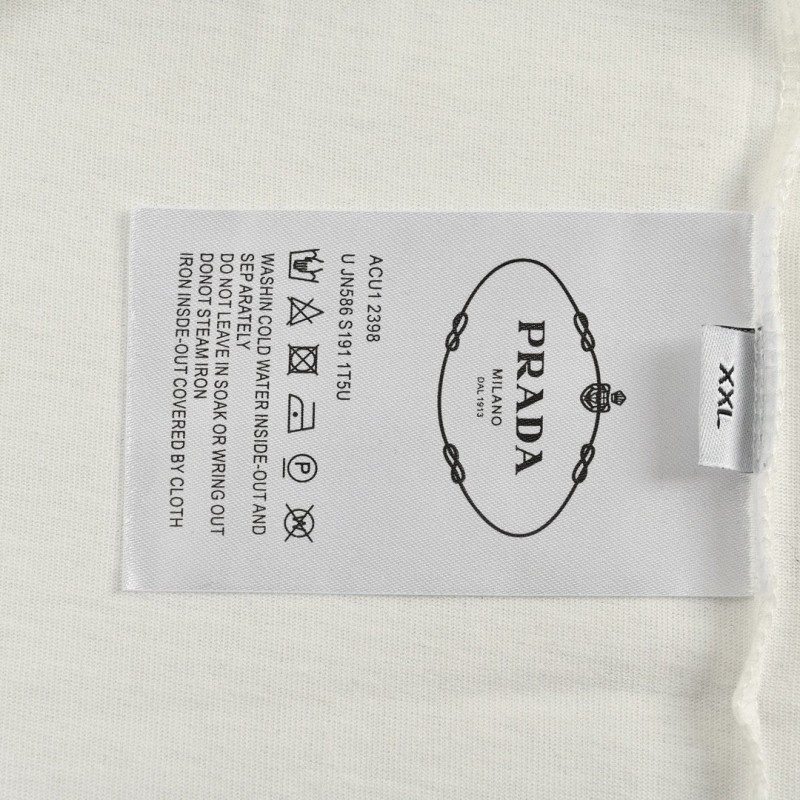 PRADA
MILANO
DAL 1913
XXL
ACU1 2398
U JN586 S191 1T5U
P
W
WASHIN COLD WATER INSIDE-OUT AND
SEP ARATELY
DO NOT LEAVE IN SOAK OR WRING OUT
DONOT STEAM IRON
IRON INSDE-OUT COVERED BY CLOTH